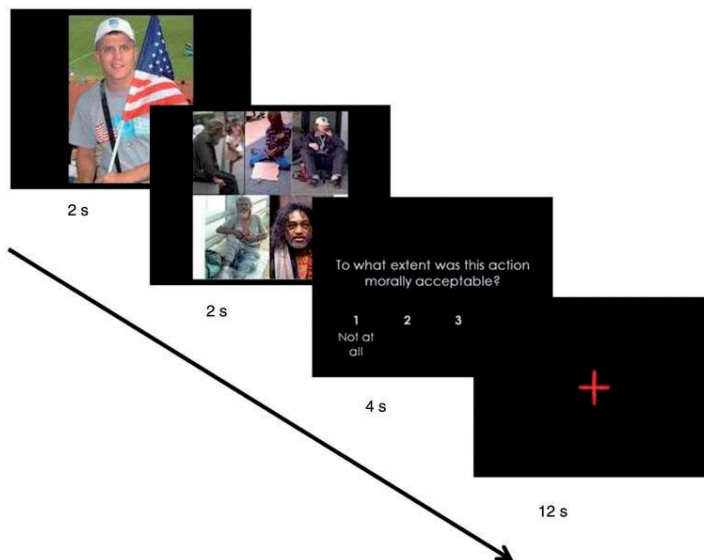 2 s
2 s
To what extent was this action
morally acceptable?
1 2 3
Not at
all
4 s
12 s